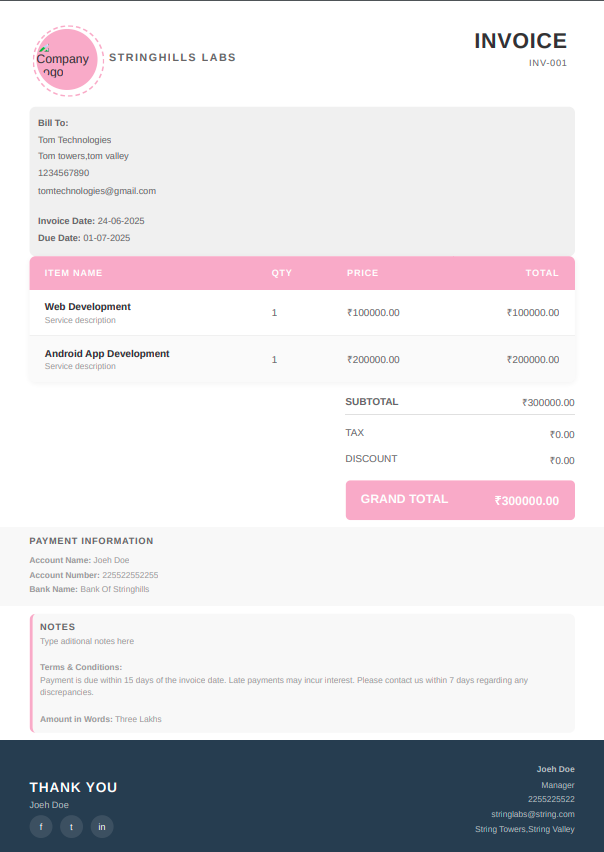 Company
Logo
STRINGHILLS LABS
INVOICE
INV-001
Bill To:
Tom Technologies
Tom towers,tom valley
1234567890
tomtechnologies@gmail.com
Invoice Date: 24-06-2025
Due Date: 01-07-2025
ITEM NAME QTY PRICE TOTAL
Web Development
Service description
1 ₹100000.00 ₹100000.00
Android App Development
Service description
1 ₹200000.00 ₹200000.00
SUBTOTAL ₹300000.00
TAX ₹0.00
DISCOUNT ₹0.00
GRAND TOTAL ₹300000.00
PAYMENT INFORMATION
Account Name: Joeh Doe
Account Number: 225522552255
Bank Name: Bank Of Stringhills
NOTES
Type aditional notes here
Terms & Conditions:
Payment is due within 15 days of the invoice date. Late payments may incur interest. Please contact us within 7 days regarding any
discrepancies.
Amount in Words: Three Lakhs
THANK YOU
Joeh Doe
f t in
Joeh Doe
Manager
2255225522
stringlabs@string.com
String Towers,String Valley